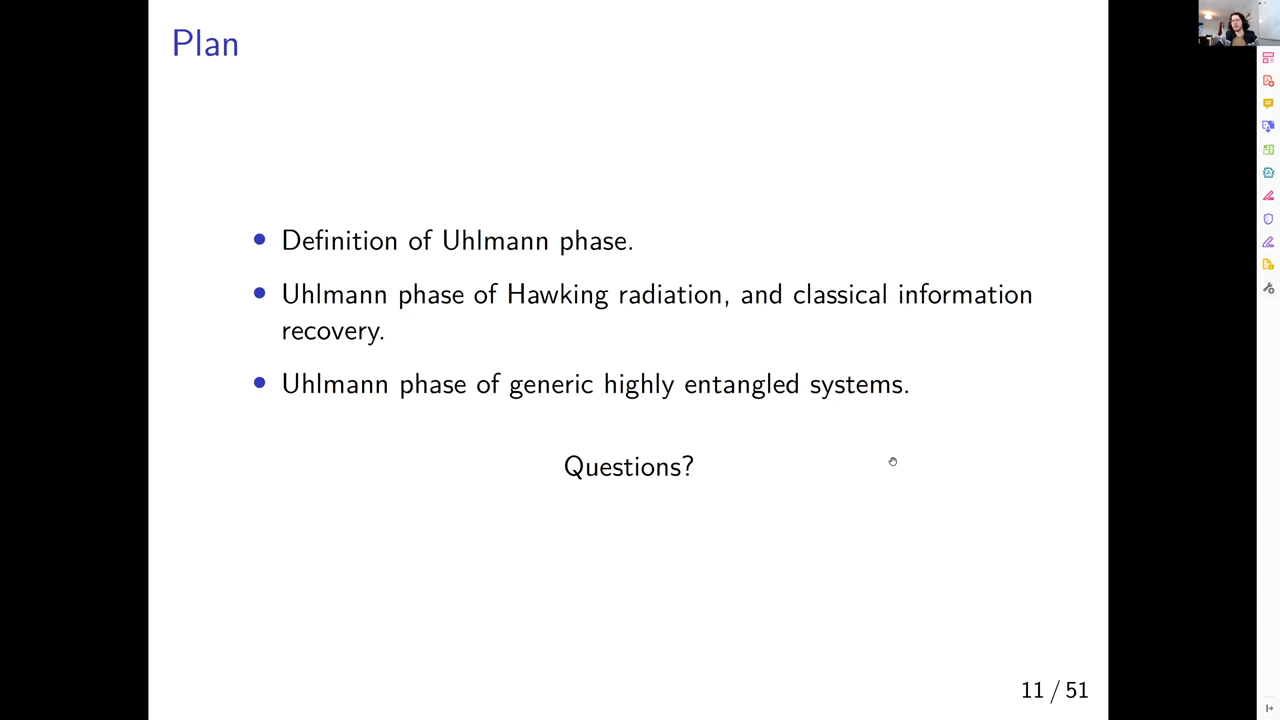 Plan
• Definition of Uhlmann phase.
• Uhlmann phase of Hawking radiation, and classical information
recovery.
• Uhlmann phase of generic highly entangled systems.
Questions?
11 / 51